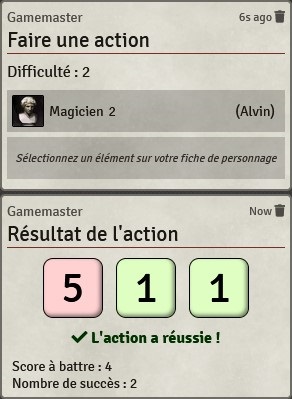 Gamemaster 6s ago
Faire une action
Difficulté : 2
Magicien 2 (Alvin)
Sélectionnez un élément sur votre fiche de personnage
Gamemaster Now
Résultat de l'action
5 1 1
L'action a réussie !
Score à battre : 4
Nombre de succès : 2